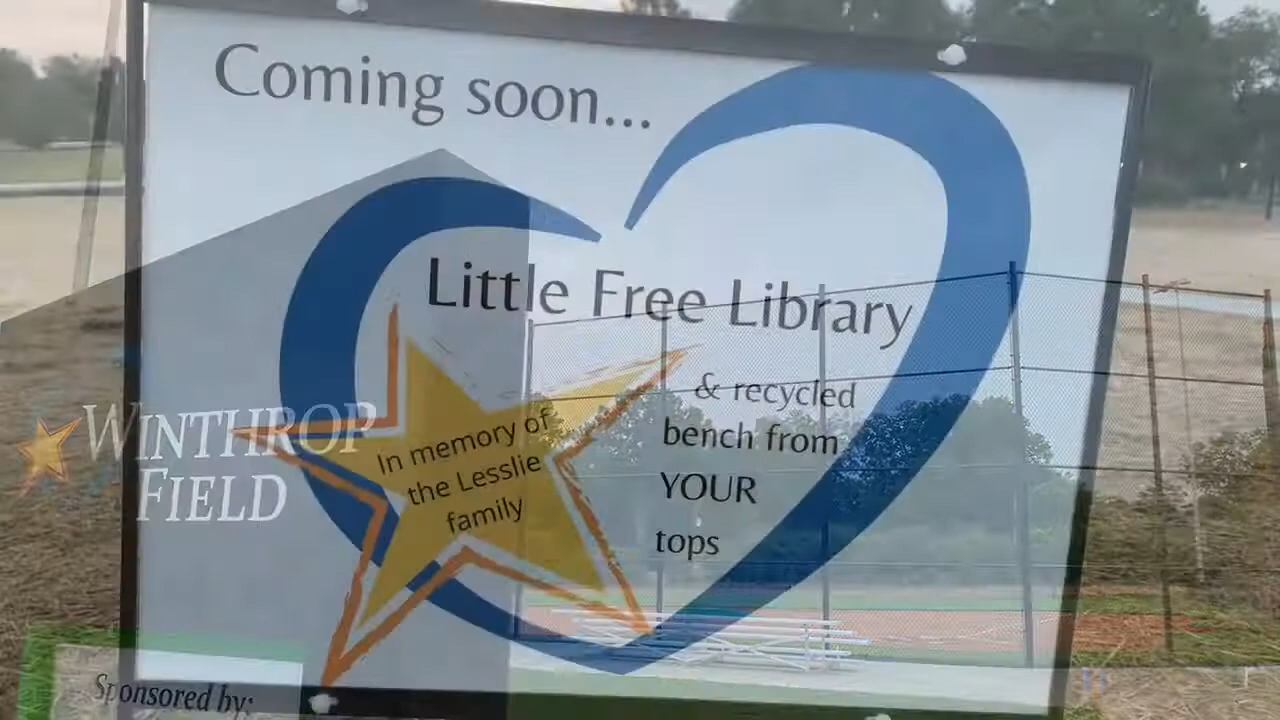 Coming soon...
Little Free Library
& recycled
bench from
YOUR
tops
In memory of
the Lesslie
family
WINTHROP
FIELD
Sponsored by: